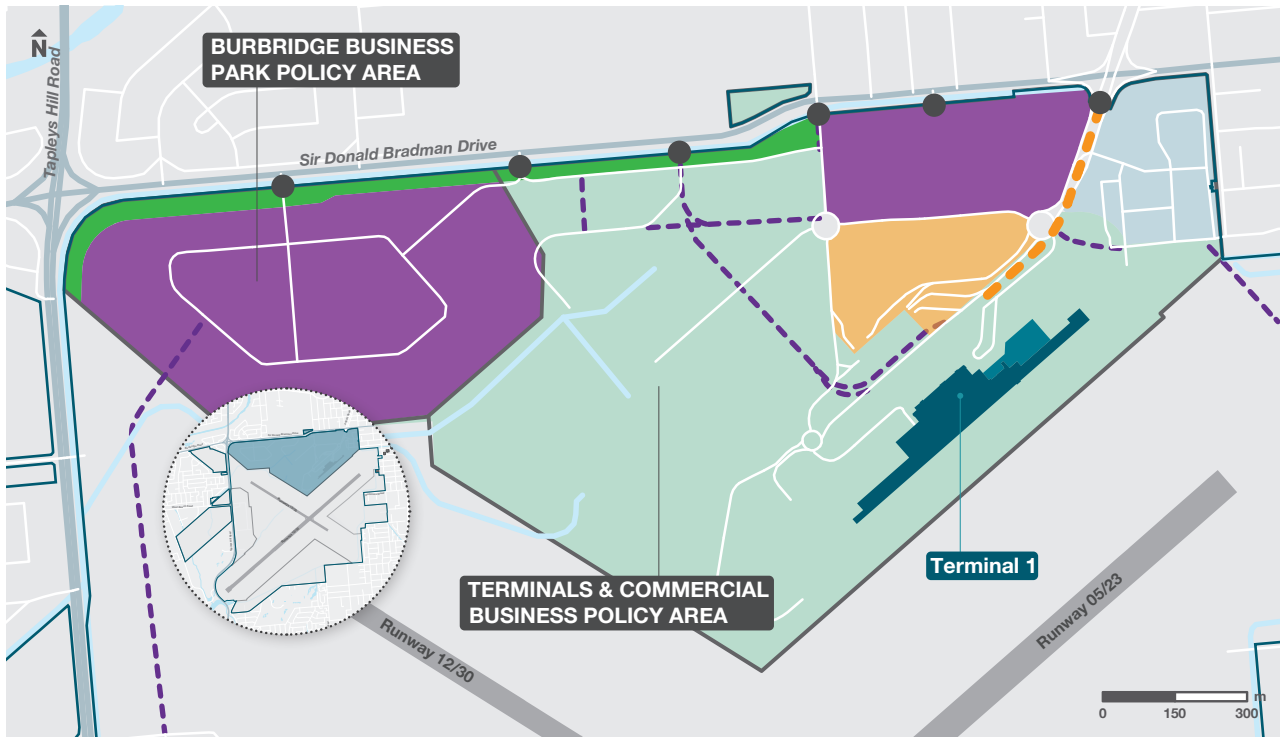 N
Tapleys Hill Road
BURBRIDGE BUSINESS
PARK POLICY AREA
Sir Donald Bradman Drive
TERMINALS & COMMERCIAL
BUSINESS POLICY AREA
Terminal 1
Runway 12/30
Runway 05/23
m
0 150 300